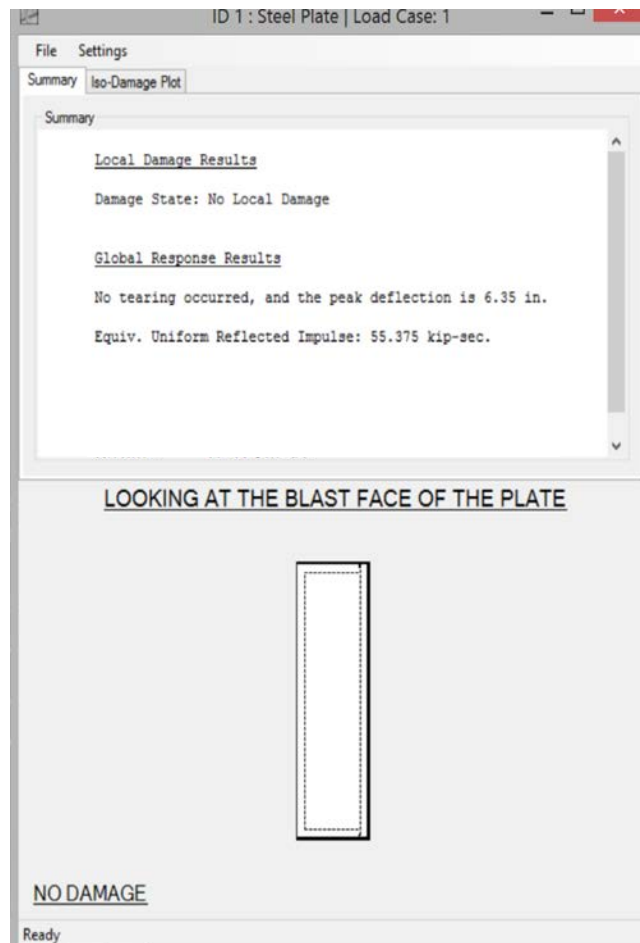 ID 1 : Steel Plate | Load Case: 1
File Settings
Summary Iso-Damage Plot
Summary
Local Damage Results
Damage State: No Local Damage
Global Response Results
No tearing occurred, and the peak deflection is 6.35 in.
Equiv. Uniform Reflected Impulse: 55.375 kip-sec.
LOOKING AT THE BLAST FACE OF THE PLATE
NO DAMAGE
Ready